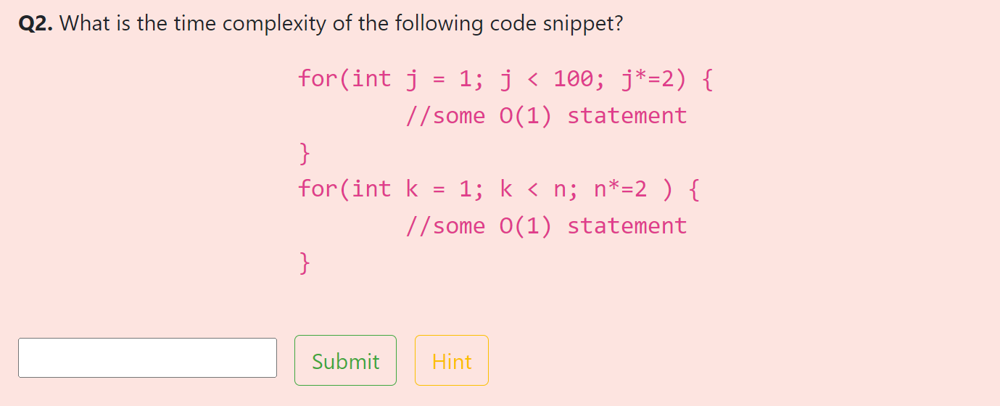 Q2. What is the time complexity of the following code snippet?
for(int j = 1; j < 100; j*=2) {
//some O(1) statement
}
for(int k = 1; k < n; n*=2 ) {
//some O(1) statement
}
Submit Hint